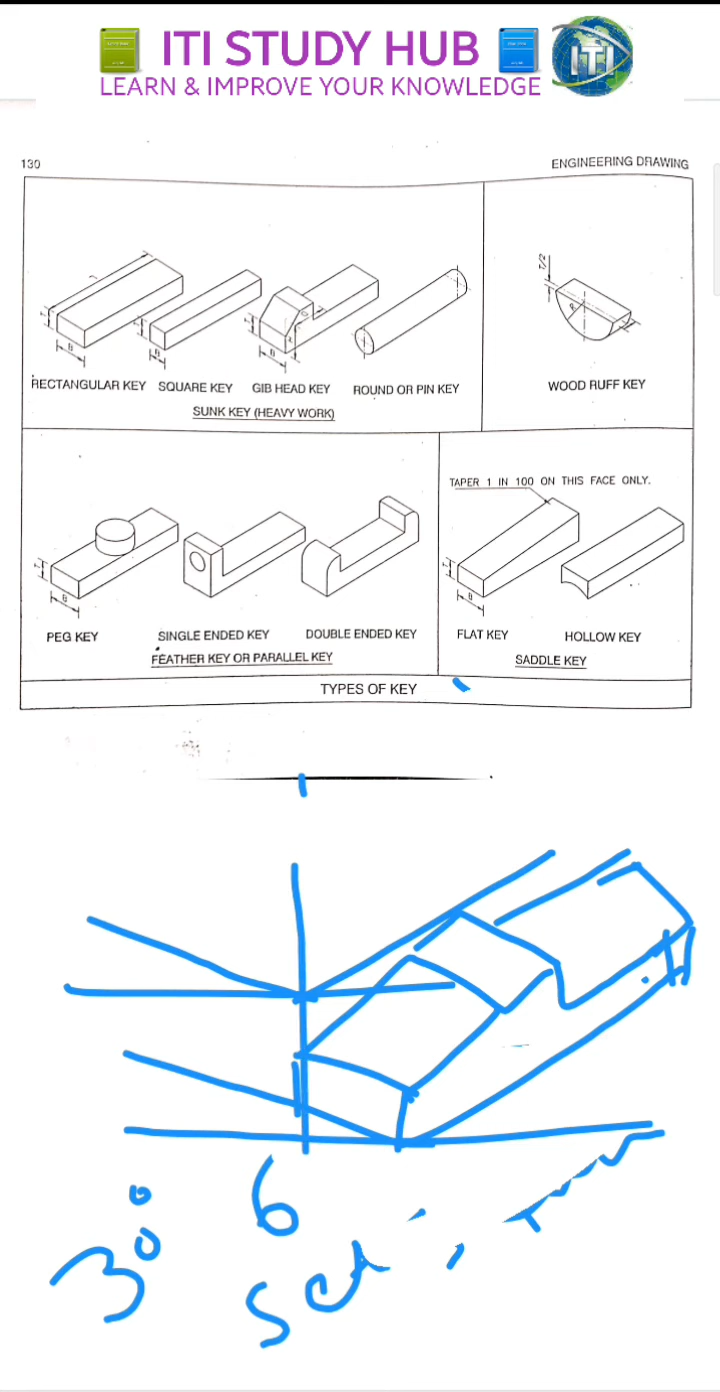 ITI STUDY HUB
ITI
LEARN & IMPROVE YOUR KNOWLEDGE
130
ENGINEERING DRAWING
T/2
R
B
B
B
RECTANGULAR KEY
SQUARE KEY
GIB HEAD KEY
ROUND OR PIN KEY
WOOD RUFF KEY
SUNK KEY (HEAVY WORK)
TAPER 1 IN 100 ON THIS FACE ONLY.
T
T
B
B
PEG KEY
SINGLE ENDED KEY
DOUBLE ENDED KEY
FLAT KEY
HOLLOW KEY
FEATHER KEY OR PARALLEL KEY
SADDLE KEY
TYPES OF KEY
30°
6